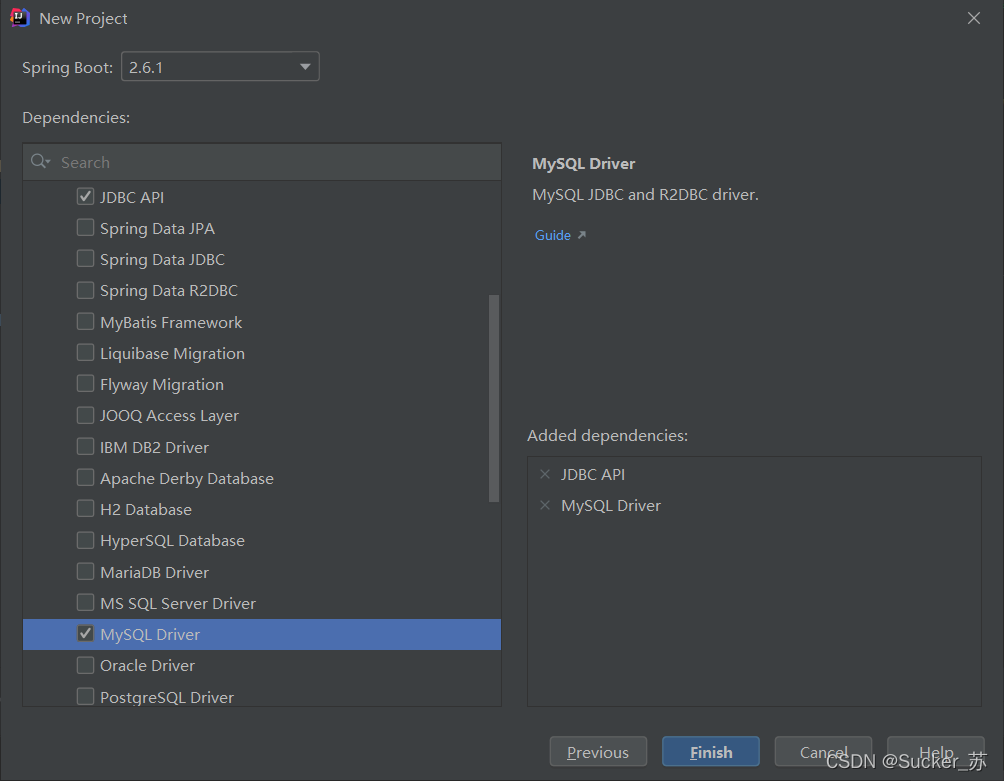 New Project
Spring Boot: 2.6.1
Dependencies:
Search
JDBC API
Spring Data JPA
Spring Data JDBC
Spring Data R2DBC
MyBatis Framework
Liquibase Migration
Flyway Migration
JOOQ Access Layer
IBM DB2 Driver
Apache Derby Database
H2 Database
HyperSQL Database
MariaDB Driver
MS SQL Server Driver
MySQL Driver
Oracle Driver
PostgreSQL Driver
MySQL Driver
MySQL JDBC and R2DBC driver.
Guide
Added dependencies:
JDBC API
MySQL Driver
Previous Finish Cancel Help
CSDN @Sucker_苏